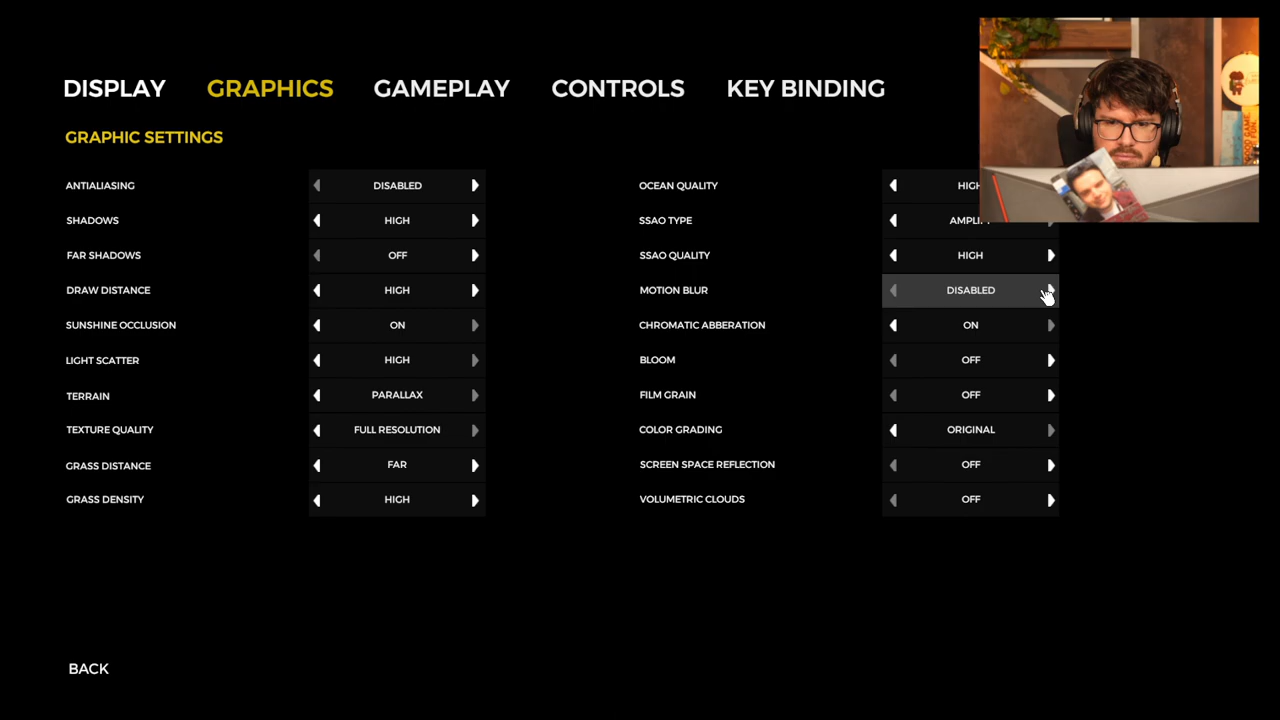 DISPLAY GRAPHICS GAMEPLAY CONTROLS KEY BINDING
GRAPHIC SETTINGS
ANTIALIASING DISABLED
SHADOWS HIGH
FAR SHADOWS OFF
DRAW DISTANCE HIGH
SUNSHINE OCCLUSION ON
LIGHT SCATTER HIGH
TERRAIN PARALLAX
TEXTURE QUALITY FULL RESOLUTION
GRASS DISTANCE FAR
GRASS DENSITY HIGH
OCEAN QUALITY HIGH
SSAO TYPE
SSAO QUALITY HIGH
MOTION BLUR DISABLED
CHROMATIC ABBERATION ON
BLOOM OFF
FILM GRAIN OFF
COLOR GRADING ORIGINAL
SCREEN SPACE REFLECTION OFF
VOLUMETRIC CLOUDS OFF
BACK